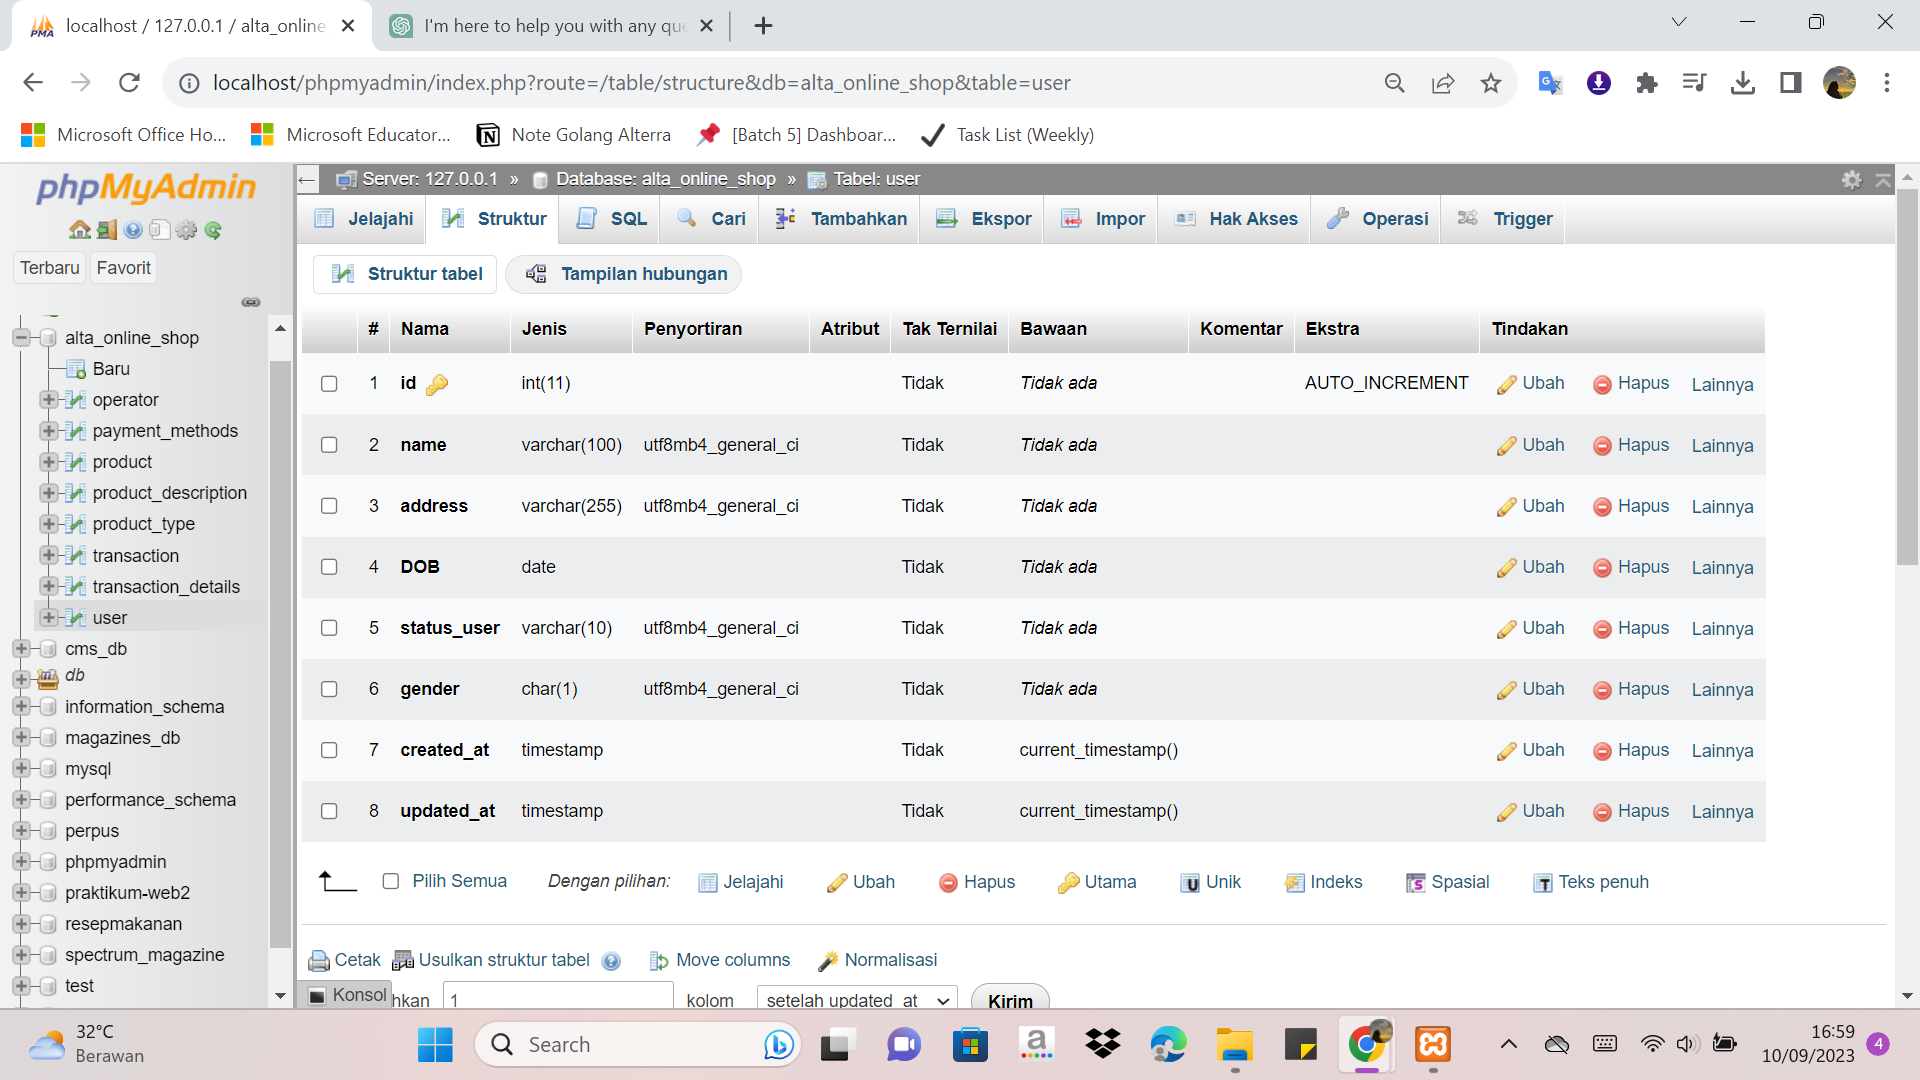 localhost / 127.0.0.1 / alta_online
I'm here to help you with any que
localhost/phpmyadmin/index.php?route=/table/structure&db=alta_online_shop&table=user
Microsoft Office Ho...
Microsoft Educator...
Note Golang Alterra
[Batch 5] Dashboar...
Task List (Weekly)
phpMyAdmin
Terbaru Favorit
alta_online_shop
Baru
operator
payment_methods
product
product_description
product_type
transaction
transaction_details
user
cms_db
db
information_schema
magazines_db
mysql
performance_schema
perpus
phpmyadmin
praktikum-web2
resepmakanan
spectrum_magazine
test
Server: 127.0.0.1 » Database: alta_online_shop » Tabel: user
Jelajahi Struktur SQL Cari Tambahkan Ekspor Impor Hak Akses Operasi Trigger
Struktur tabel Tampilan hubungan
# Nama Jenis Penyortiran Atribut Tak Ternilai Bawaan Komentar Ekstra Tindakan
1 id int(11) Tidak Tidak ada AUTO_INCREMENT Ubah Hapus Lainnya
2 name varchar(100) utf8mb4_general_ci Tidak Tidak ada Ubah Hapus Lainnya
3 address varchar(255) utf8mb4_general_ci Tidak Tidak ada Ubah Hapus Lainnya
4 DOB date Tidak Tidak ada Ubah Hapus Lainnya
5 status_user varchar(10) utf8mb4_general_ci Tidak Tidak ada Ubah Hapus Lainnya
6 gender char(1) utf8mb4_general_ci Tidak Tidak ada Ubah Hapus Lainnya
7 created_at timestamp Tidak current_timestamp() Ubah Hapus Lainnya
8 updated_at timestamp Tidak current_timestamp() Ubah Hapus Lainnya
Pilih Semua Dengan pilihan: Jelajahi Ubah Hapus Utama Unik Indeks Spasial Teks penuh
Cetak Usulkan struktur tabel Move columns Normalisasi
Konsol hkan 1 kolom setelah updated_at Kirim
32°C
Berawan
Search
16:59
10/09/2023
4